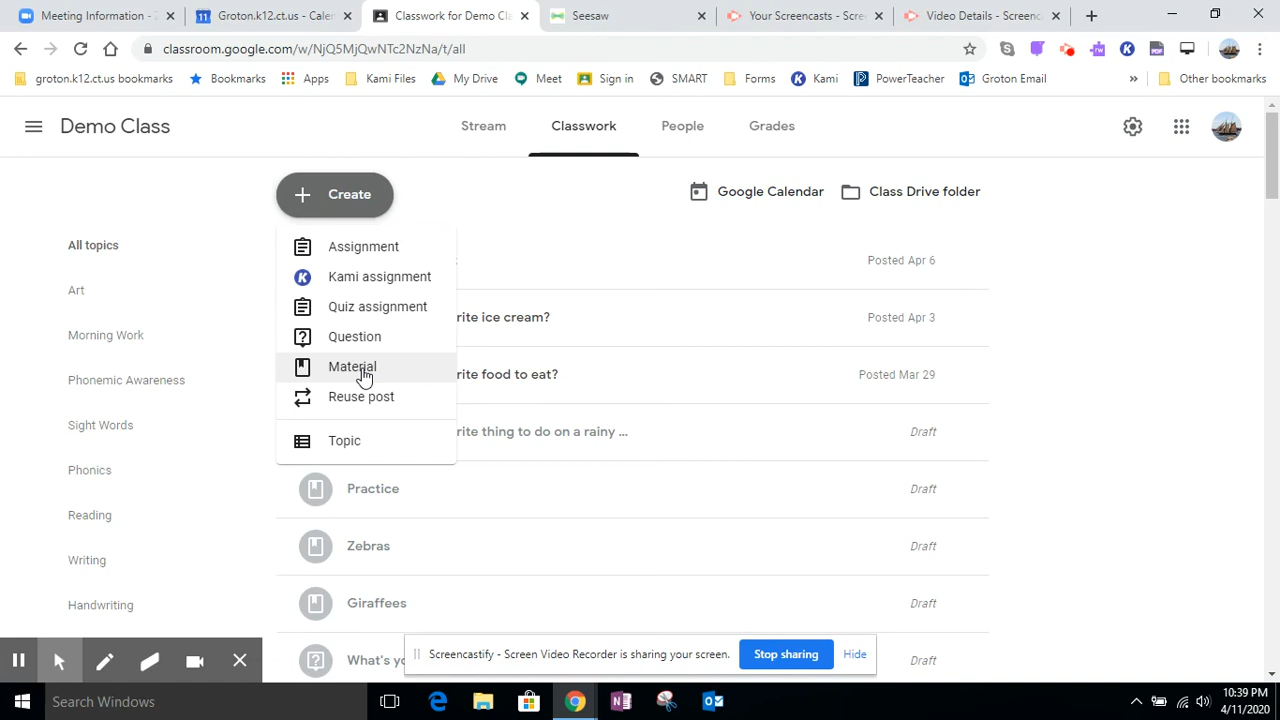 Meeting Information - Z
Groton.k12.ct.us - Cale
Classwork for Demo Cl
Seesaw
Your Screencasts - Scre
Video Details - Screenc
classroom.google.com/w/NjQ5MjQwNTc2NzNa/t/all
groton.k12.ct.us bookmarks
Bookmarks
Apps
Kami Files
My Drive
Meet
Sign in
SMART
Forms
Kami
PowerTeacher
Groton Email
»
Other bookmarks
Demo Class
Stream
Classwork
People
Grades
Create
Google Calendar
Class Drive folder
All topics
Art
Morning Work
Phonemic Awareness
Sight Words
Phonics
Reading
Writing
Handwriting
Assignment
Kami assignment
Quiz assignment
Question
Material
Reuse post
Topic
Posted Apr 6
rite ice cream?
Posted Apr 3
rite food to eat?
Posted Mar 29
rite thing to do on a rainy ...
Draft
Practice
Draft
Zebras
Draft
Giraffees
Draft
What's yo
Draft
Screencastify - Screen Video Recorder is sharing your screen.
Stop sharing
Hide
Search Windows
10:39 PM
4/11/2020